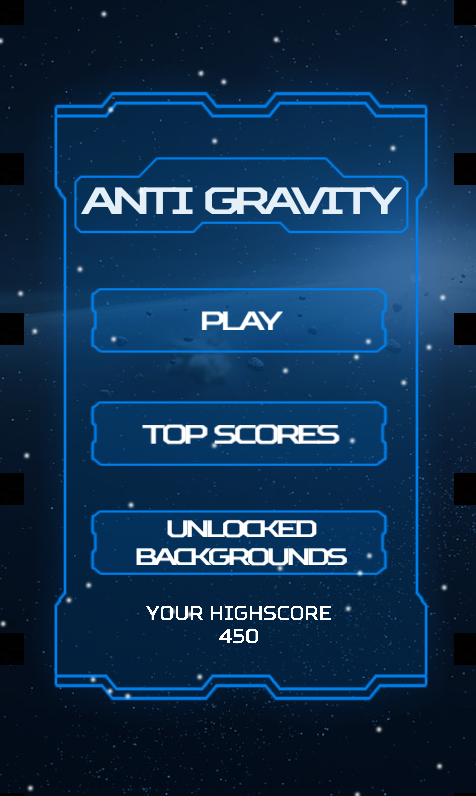 ANTI GRAVITY
PLAY
TOP SCORES
UNLOCKED
BACKGROUNDS
YOUR HIGHSCORE
450